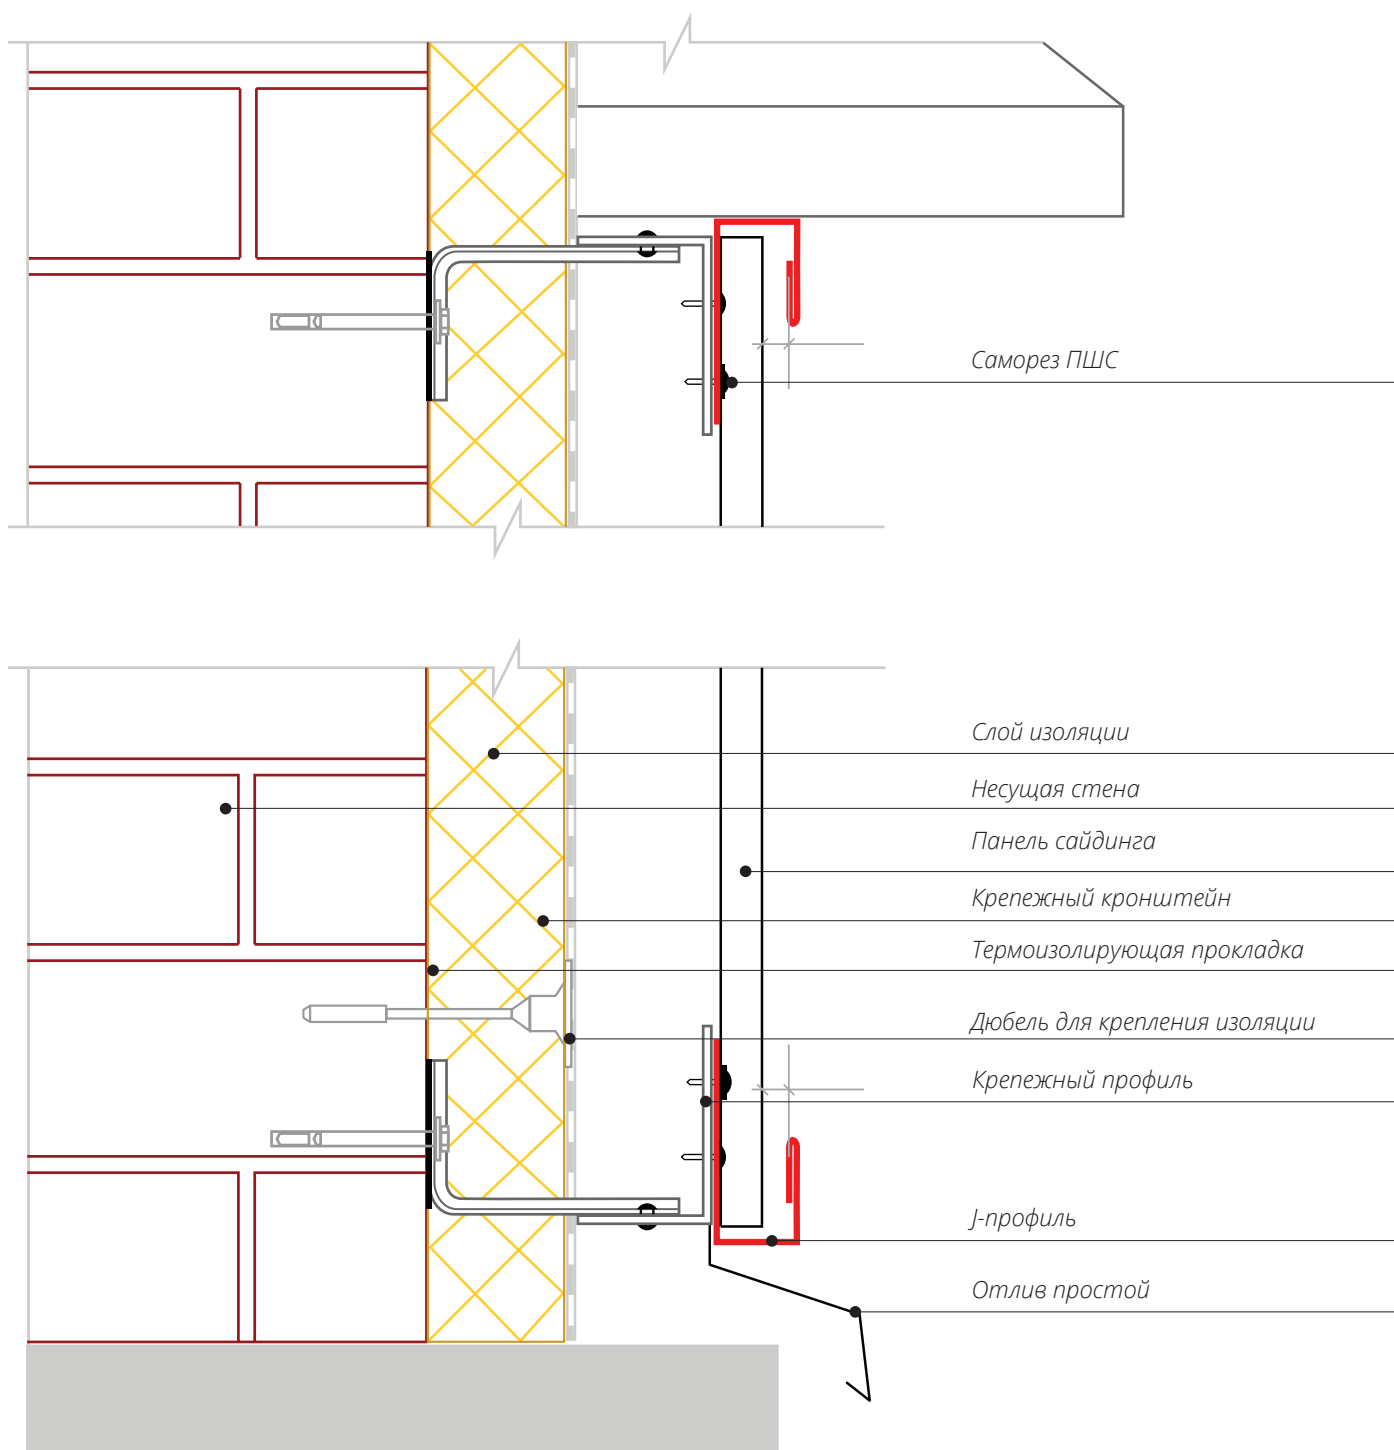 Саморез ПШС
Слой изоляции
Несущая стена
Панель сайдинга
Крепежный кронштейн
Термоизолирующая прокладка
Дюбель для крепления изоляции
Крепежный профиль
J-профиль
Отлив простой